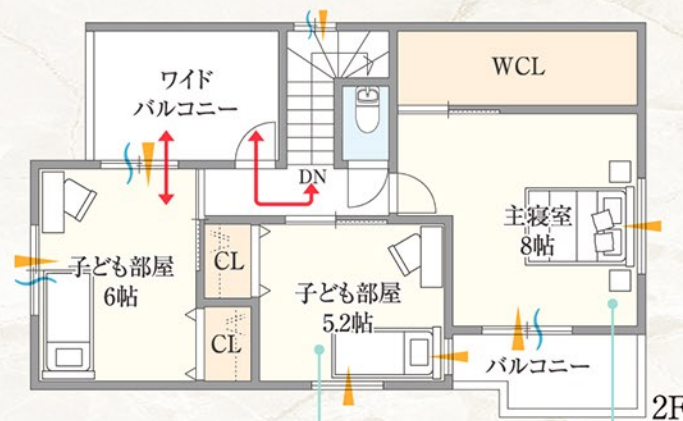 ワイド
バルコニー
WCL
DN
主寝室
8帖
子ども部屋
6帖
CL
子ども部屋
5.2帖
CL
バルコニー
2F